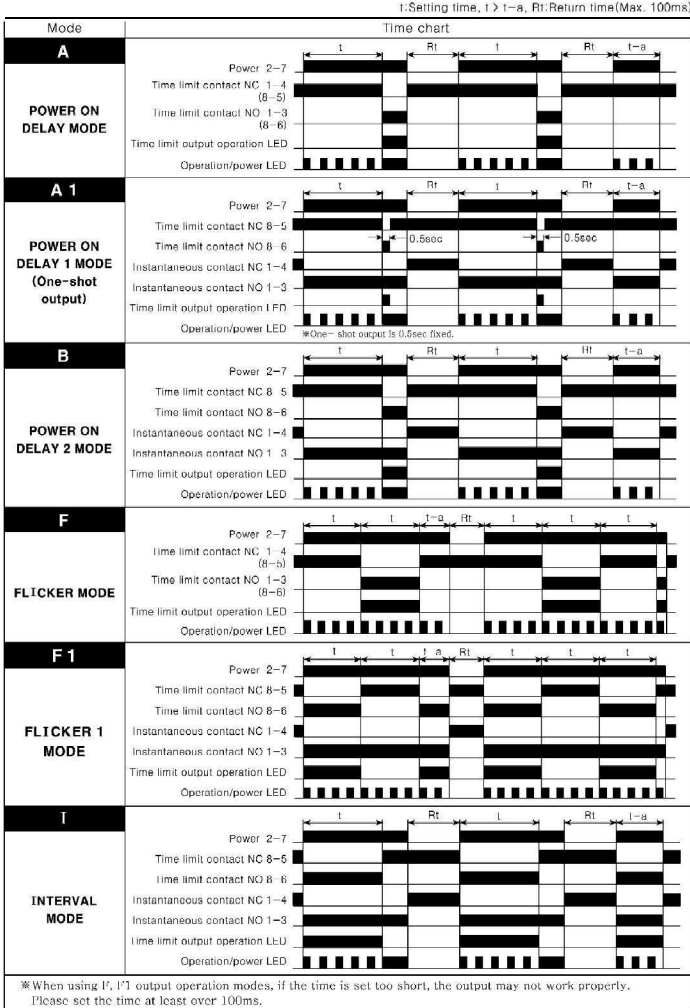 t:Setting time, t > t-a, Rt:Return time(Max. 100ms)
Mode Time chart
A
POWER ON
DELAY MODE
t Rt t Rt t-a
Power 2-7
Time limit contact NC 1-4
(8-5)
Time limit contact NO 1-3
(8-6)
Time limit output operation LED
Operation/power LED
A 1
POWER ON
DELAY 1 MODE
(One-shot
output)
t Rt t Rt t-a
Power 2-7
Time limit contact NC 8-5
Time limit contact NO 8-6 0.5sec 0.5sec
Instantaneous contact NC 1-4
Instantaneous contact NO 1-3
Time limit output operation LED
Operation/power LED
※One- shot output is 0.5sec fixed.
B
POWER ON
DELAY 2 MODE
t Rt t Rt t-a
Power 2-7
Time limit contact NC 8 5
Time limit contact NO 8-6
Instantaneous contact NC 1-4
Instantaneous contact NO 1 3
Time limit output operation LED
Operation/power LED
F
FLICKER MODE
t t t-a Rt t t t
Power 2-7
Time limit contact NC 1-4
(8-5)
Time limit contact NO 1-3
(8-6)
Time limit output operation LED
Operation/power LED
F 1
FLICKER 1
MODE
t t t a Rt t t t
Power 2-7
Time limit contact NC 8-5
Time limit contact NO 8-6
Instantaneous contact NC 1-4
Instantaneous contact NO 1-3
Time limit output operation LED
Operation/power LED
I
INTERVAL
MODE
t Rt t Rt t-a
Power 2-7
Time limit contact NC 8-5
Time limit contact NO 8-6
Instantaneous contact NC 1-4
Instantaneous contact NO 1-3
Time limit output operation LED
Operation/power LED
※When using F, F1 output operation modes, if the time is set too short, the output may not work properly.
Please set the time at least over 100ms.